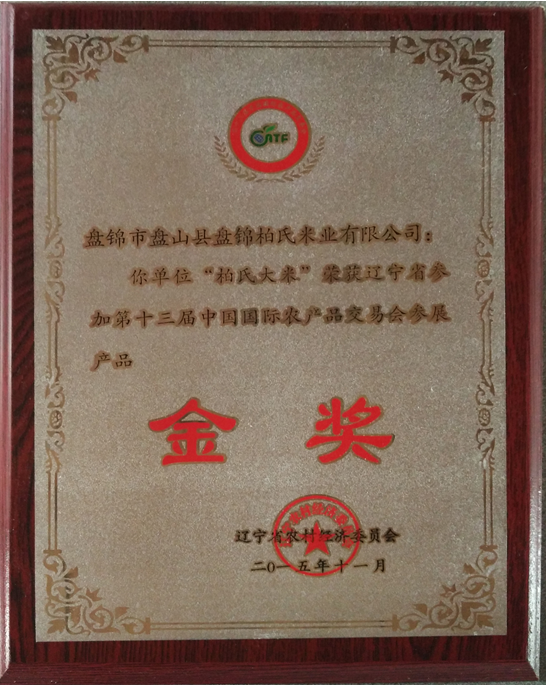 CATF
盘锦市盘山县盘锦柏氏米业有限公司：
你单位“柏氏大米”荣获辽宁省参
加第十三届中国国际农产品交易会参展
产品
金奖
辽宁省农村经济委员会
二〇一五年十一月